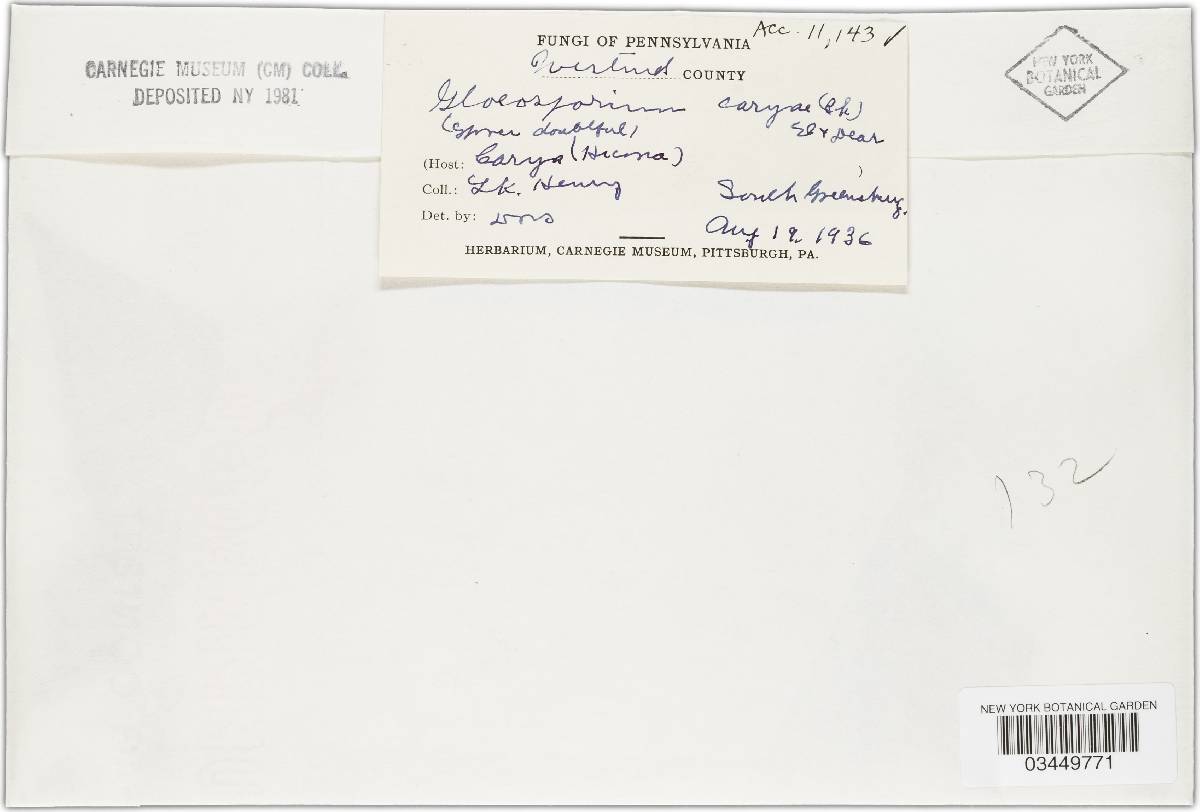 CARNEGIE MUSEUM (CM) COLL.
DEPOSITED NY 1981
FUNGI OF PENNSYLVANIA
Acc. 11,143 ✓
COUNTY
Gloeosporium caryae (Ell)
(Spores doubtful) El & Dear
(Host: Carya (Hicoria) )
Coll.: L.K. Henry South Greensburg.
Det. by: Aug 19, 1936
HERBARIUM, CARNEGIE MUSEUM, PITTSBURGH, PA.
NEW YORK
BOTANICAL
GARDEN
132
NEW YORK BOTANICAL GARDEN
03449771